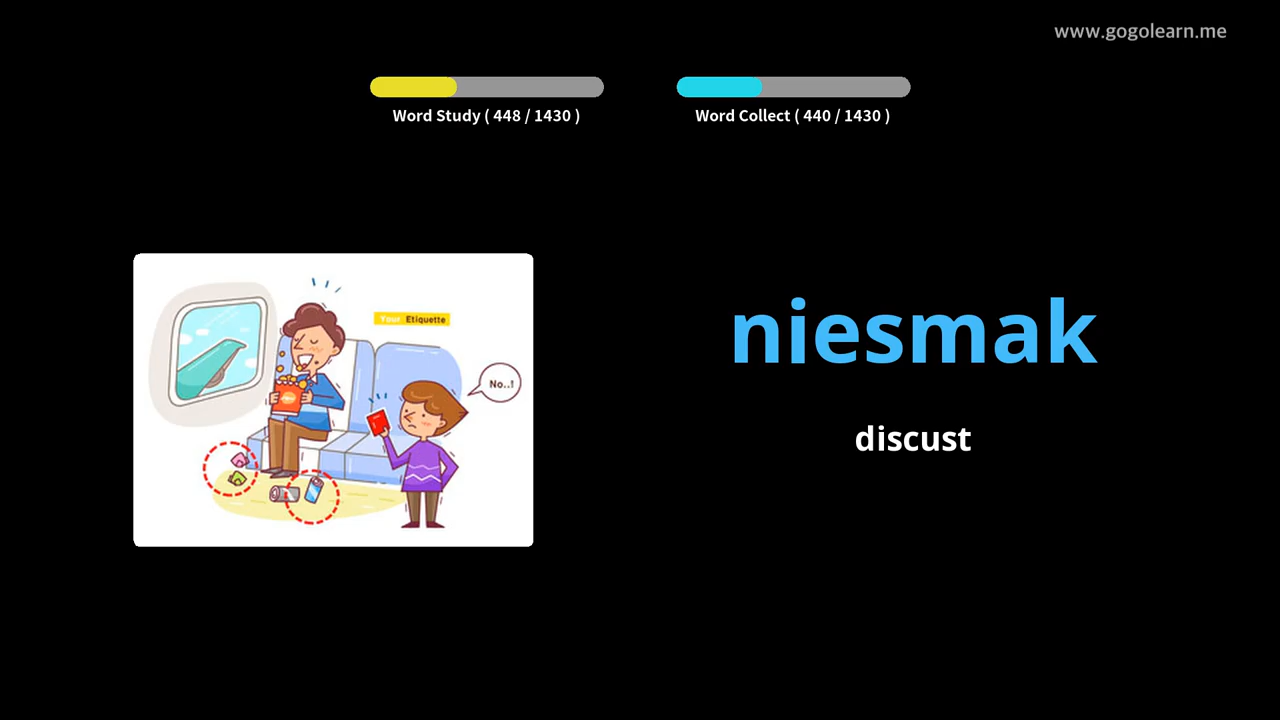 www.gogolearn.me
Word Study ( 448 / 1430 )
Word Collect ( 440 / 1430 )
Your Etiquette
No..!
niesmak
discust